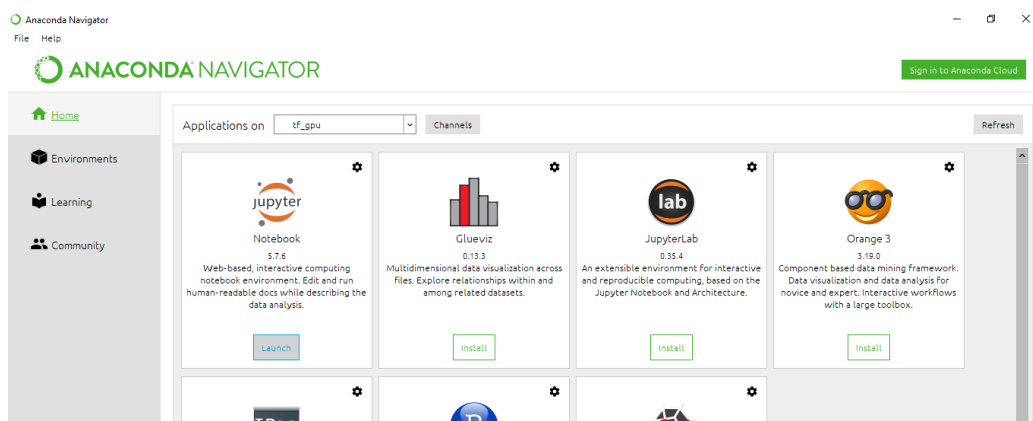 Anaconda Navigator
File Help
ANACONDA NAVIGATOR
Sign in to Anaconda Cloud
Home
Environments
Learning
Community
Applications on tf_gpu Channels Refresh
jupyter
Notebook
5.7.6
Web-based, interactive computing
notebook environment. Edit and run
human-readable docs while describing the
data analysis.
Launch
Glueviz
0.13.3
Multidimensional data visualization across
files. Explore relationships within and
among related datasets.
Install
lab
JupyterLab
0.35.4
An extensible environment for interactive
and reproducible computing, based on the
Jupyter Notebook and Architecture.
Install
Orange 3
3.19.0
Component based data mining framework.
Data visualization and data analysis for
novice and expert. Interactive workflows
with a large toolbox.
Install